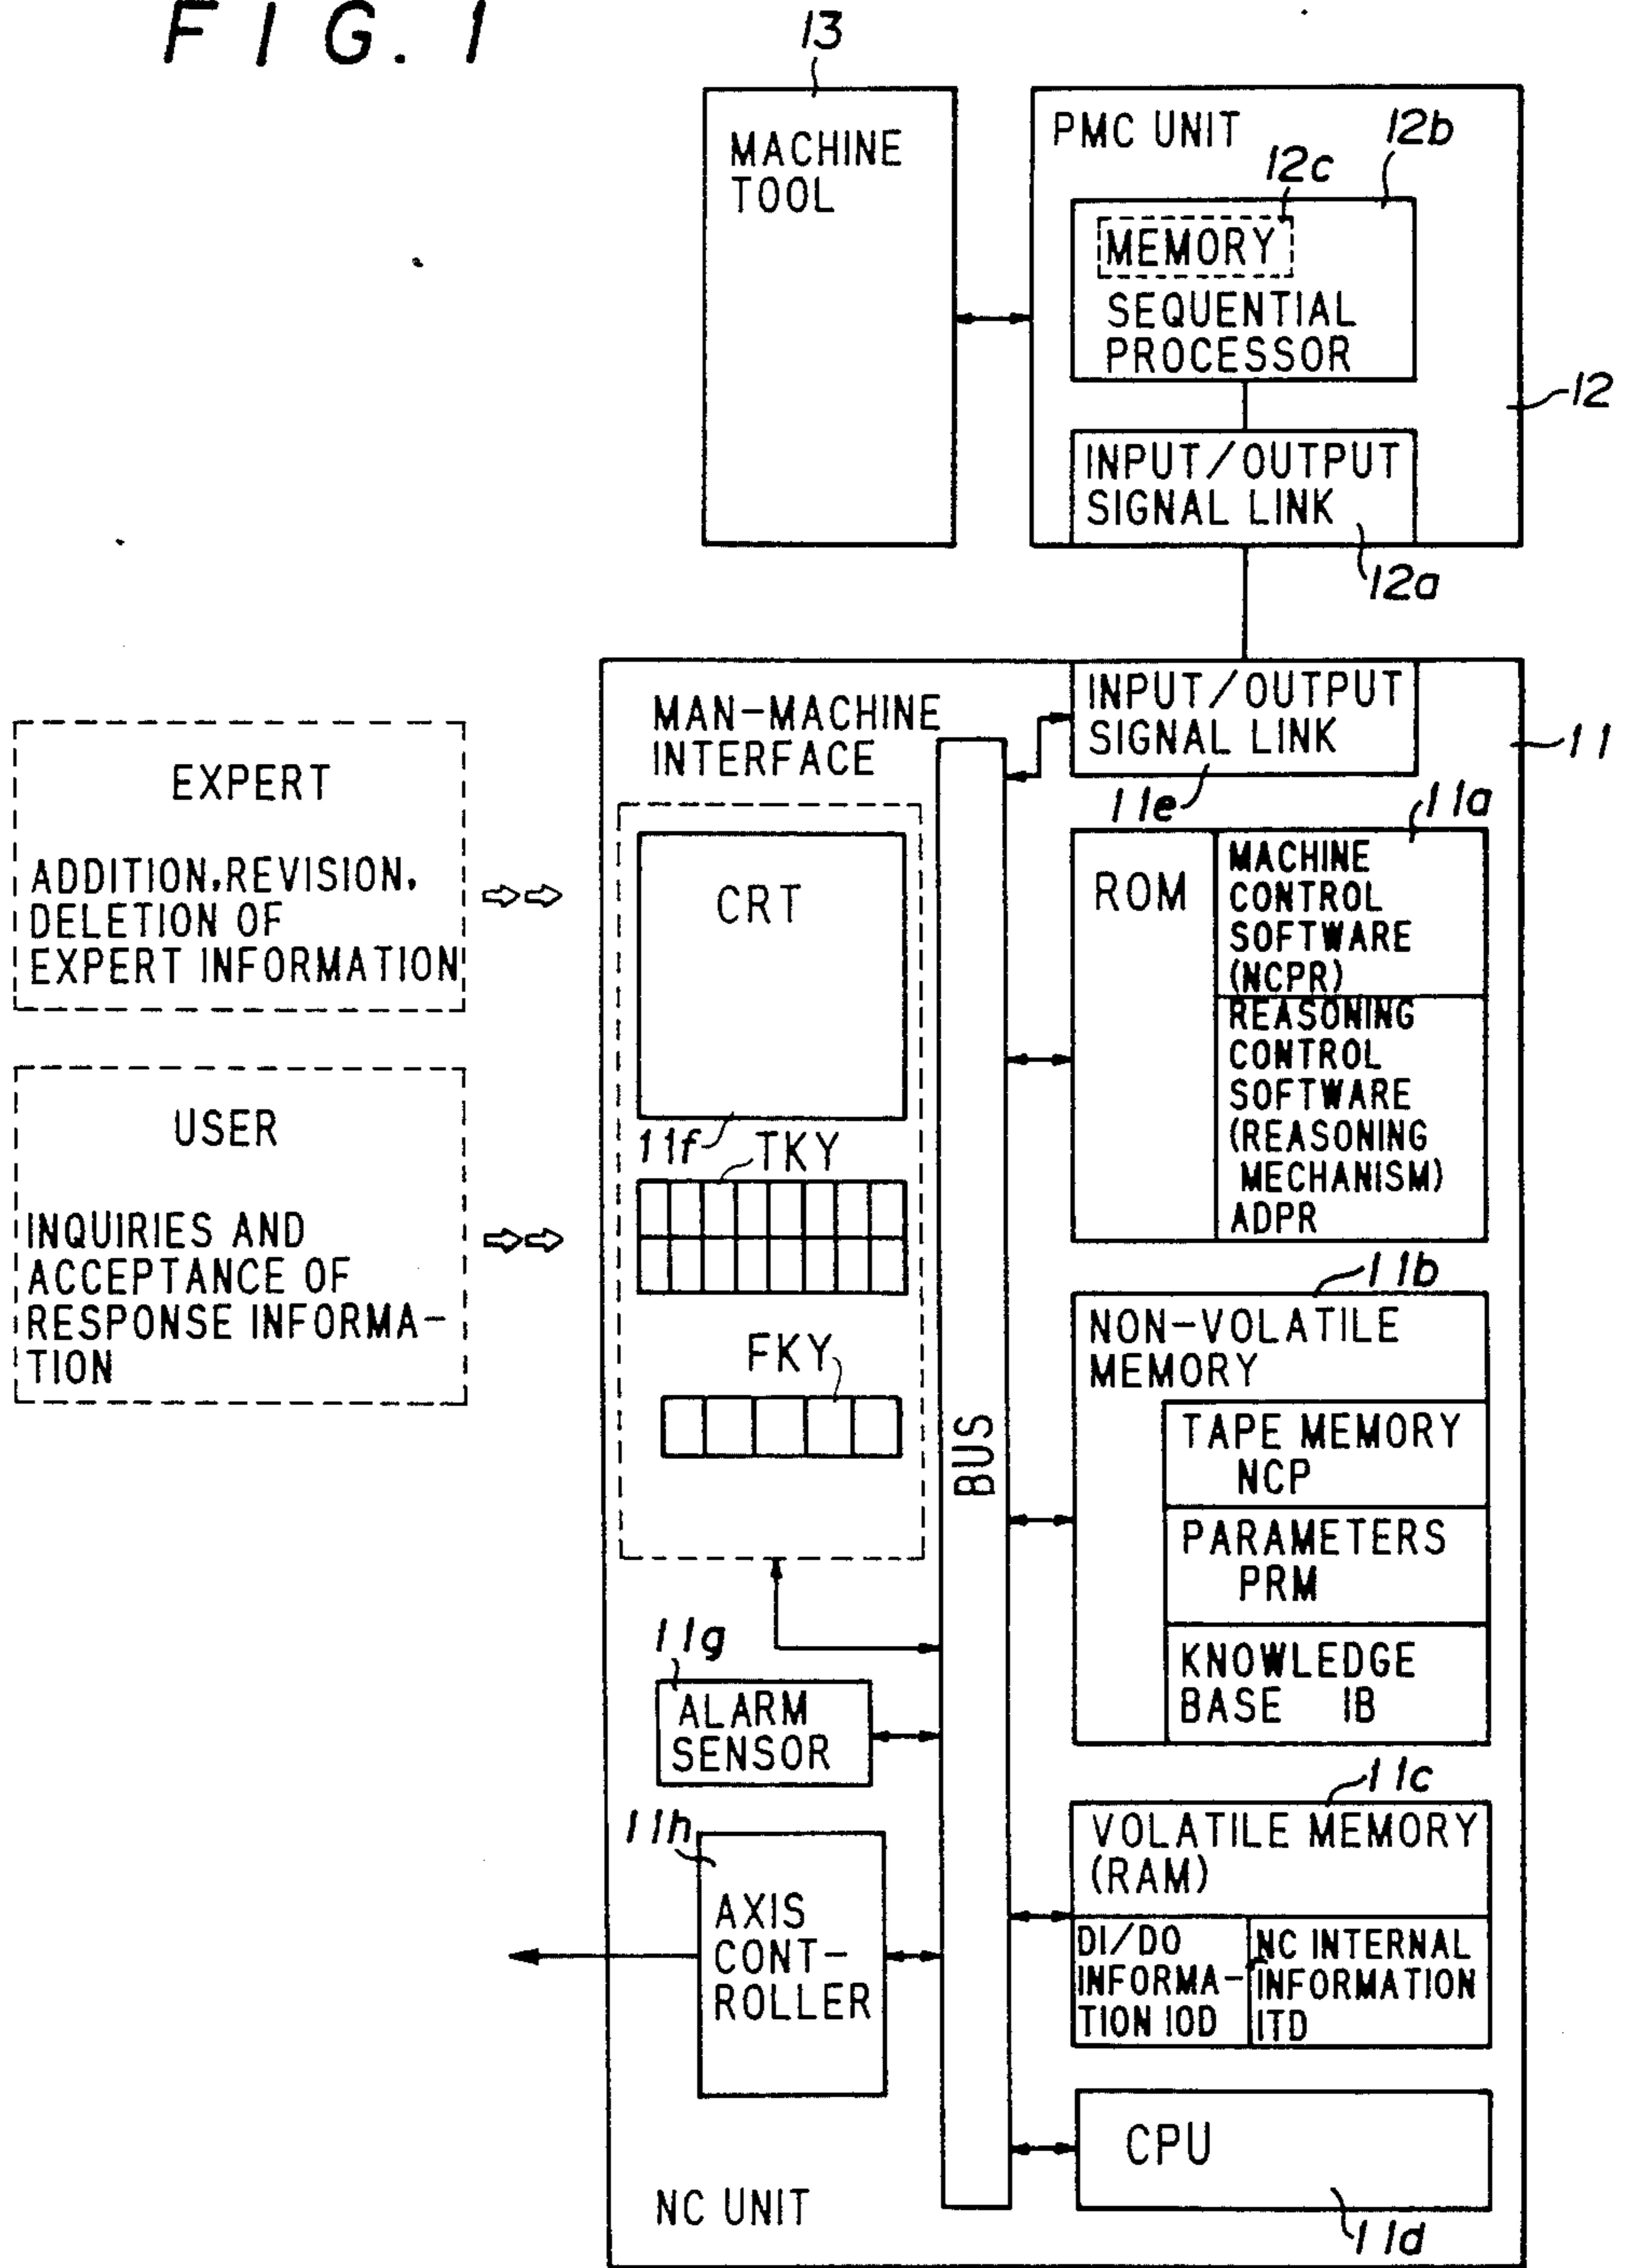 FIG. 1
13
MACHINE
TOOL
PMC UNIT
12b
12c
MEMORY
SEQUENTIAL
PROCESSOR
12
INPUT/OUTPUT
SIGNAL LINK
12a
MAN-MACHINE
INTERFACE
INPUT/OUTPUT
SIGNAL LINK
11
11e
11a
EXPERT
ADDITION, REVISION,
DELETION OF
EXPERT INFORMATION
CRT
ROM
MACHINE
CONTROL
SOFTWARE
(NCPR)
REASONING
CONTROL
SOFTWARE
(REASONING
MECHANISM)
ADPR
USER
INQUIRIES AND
ACCEPTANCE OF
RESPONSE INFORMA-
TION
11f
TKY
FKY
BUS
11b
NON-VOLATILE
MEMORY
TAPE MEMORY
NCP
PARAMETERS
PRM
KNOWLEDGE
BASE IB
11g
ALARM
SENSOR
11c
VOLATILE MEMORY
(RAM)
DI/DO
INFORMA-
TION IOD
NC INTERNAL
INFORMATION
ITD
11h
AXIS
CONT-
ROLLER
CPU
11d
NC UNIT